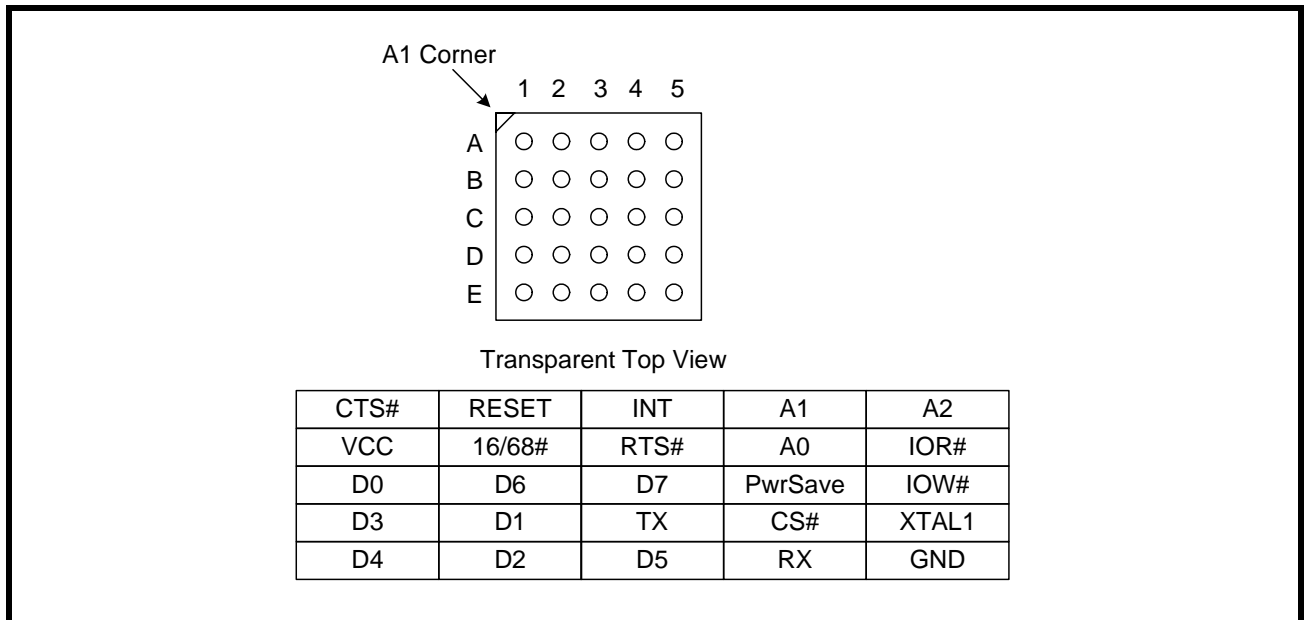 A1 Corner
1 2 3 4 5
A
B
C
D
E
Transparent Top View
CTS# RESET INT A1 A2
VCC 16/68# RTS# A0 IOR#
D0 D6 D7 PwrSave IOW#
D3 D1 TX CS# XTAL1
D4 D2 D5 RX GND